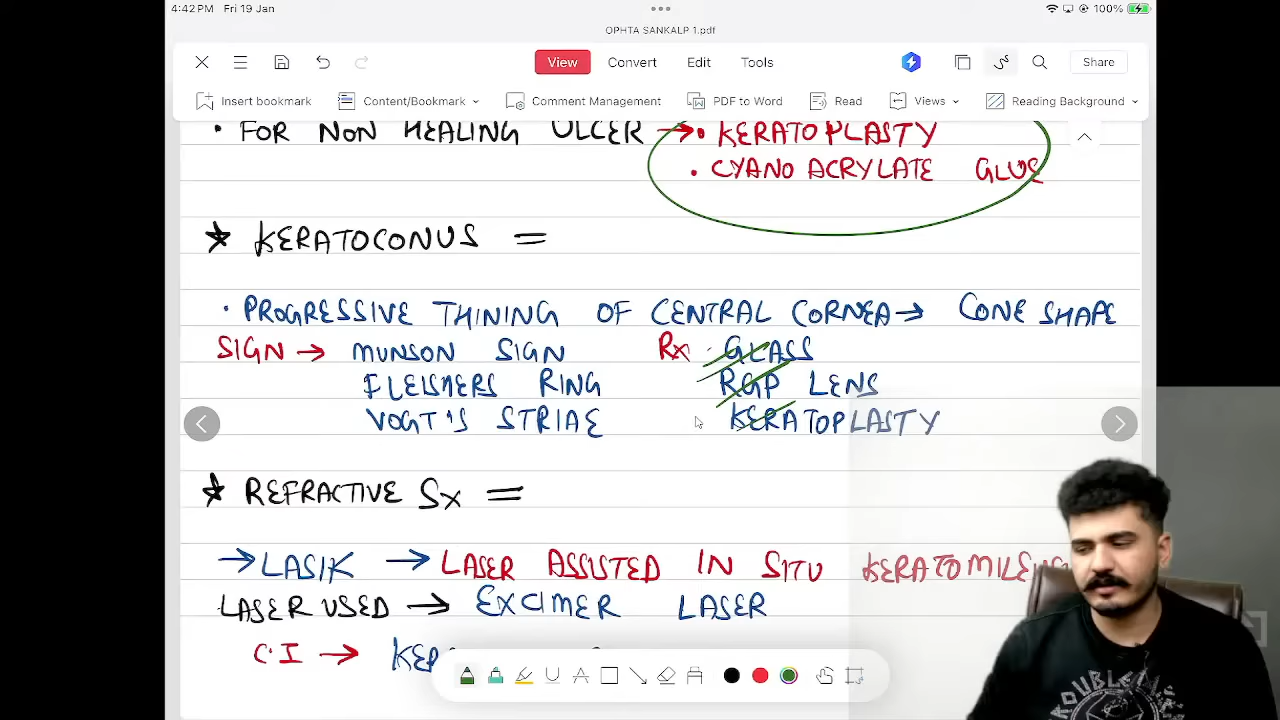 4:42 PM Fri 19 Jan
100%
OPHTA SANKALP 1.pdf
View Convert Edit Tools Share
Insert bookmark Content/Bookmark Comment Management PDF to Word Read Views Reading Background
• FOR NON HEALING ULCER → • KERATOPLASTY
• CYANO ACRYLATE GLUE
★ KERATOCONUS =
• PROGRESSIVE THINING OF CENTRAL CORNEA → CONE SHAPE
SIGN → MUNSON SIGN Rx • GLASS
FLEISHERS RING RGP LENS
VOGT'S STRIAE KERATOPLASTY
★ REFRACTIVE Sx =
→ LASIK → LASER ASSISTED IN SITU
LASER USED → EXCIMER LASER
C.I →